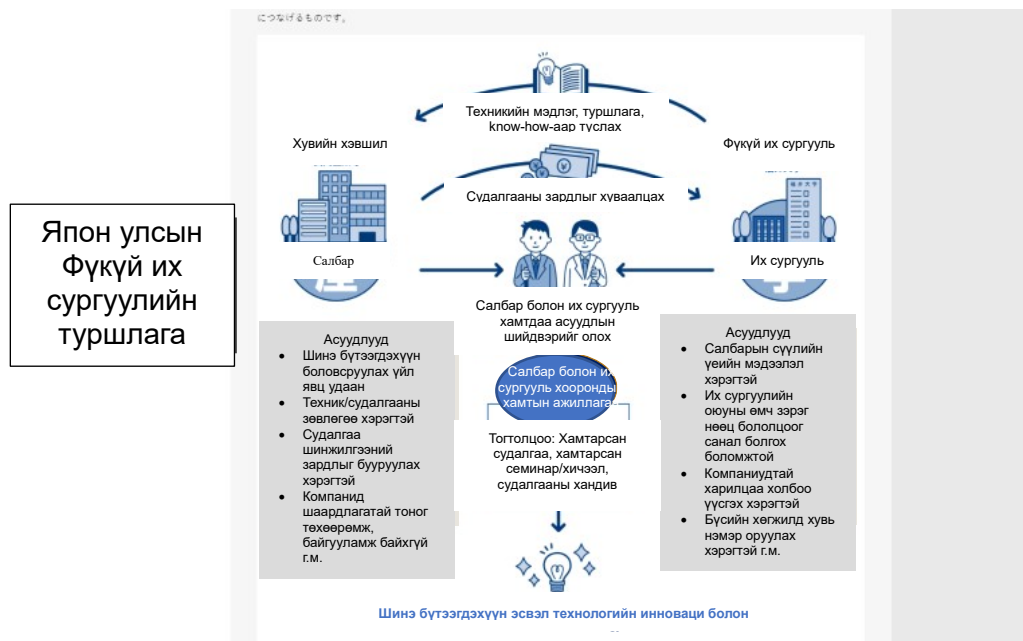 につなげるものです。
Техникийн мэдлэг, туршлага,
know-how-аар туслах
Хувийн хэвшил
Фүкүй их сургууль
Судалгааны зардлыг хуваалцах
Япон улсын
Фүкүй их
сургуулийн
туршлага
Салбар
Их сургууль
Салбар болон их сургууль
хамтдаа асуудлын
шийдвэрийг олох
Асуудлууд
• Шинэ бүтээгдэхүүн
боловсруулах үйл
явц удаан
• Техник/судалгааны
зөвлөгөө хэрэгтэй
• Судалгаа
шинжилгээний
зардлыг бууруулах
хэрэгтэй
• Компанид
шаардлагатай тоног
төхөөрөмж,
байгууламж байхгүй
г.м.
Салбар болон их
сургууль хооронды
хамтын ажиллагаа
Тогтолцоо: Хамтарсан
судалгаа, хамтарсан
семинар/хичээл,
судалгааны хандив
Асуудлууд
• Салбарын сүүлийн
үеийн мэдээлэл
хэрэгтэй
• Их сургуулийн
оюуны өмч зэрэг
нөөц бололцоог
санал болгох
боломжтой
• Компаниудтай
харилцаа холбоо
үүсгэх хэрэгтэй
• Бүсийн хөгжилд хувь
нэмэр оруулах
хэрэгтэй г.м.
Шинэ бүтээгдэхүүн эсвэл технологийн инноваци болон